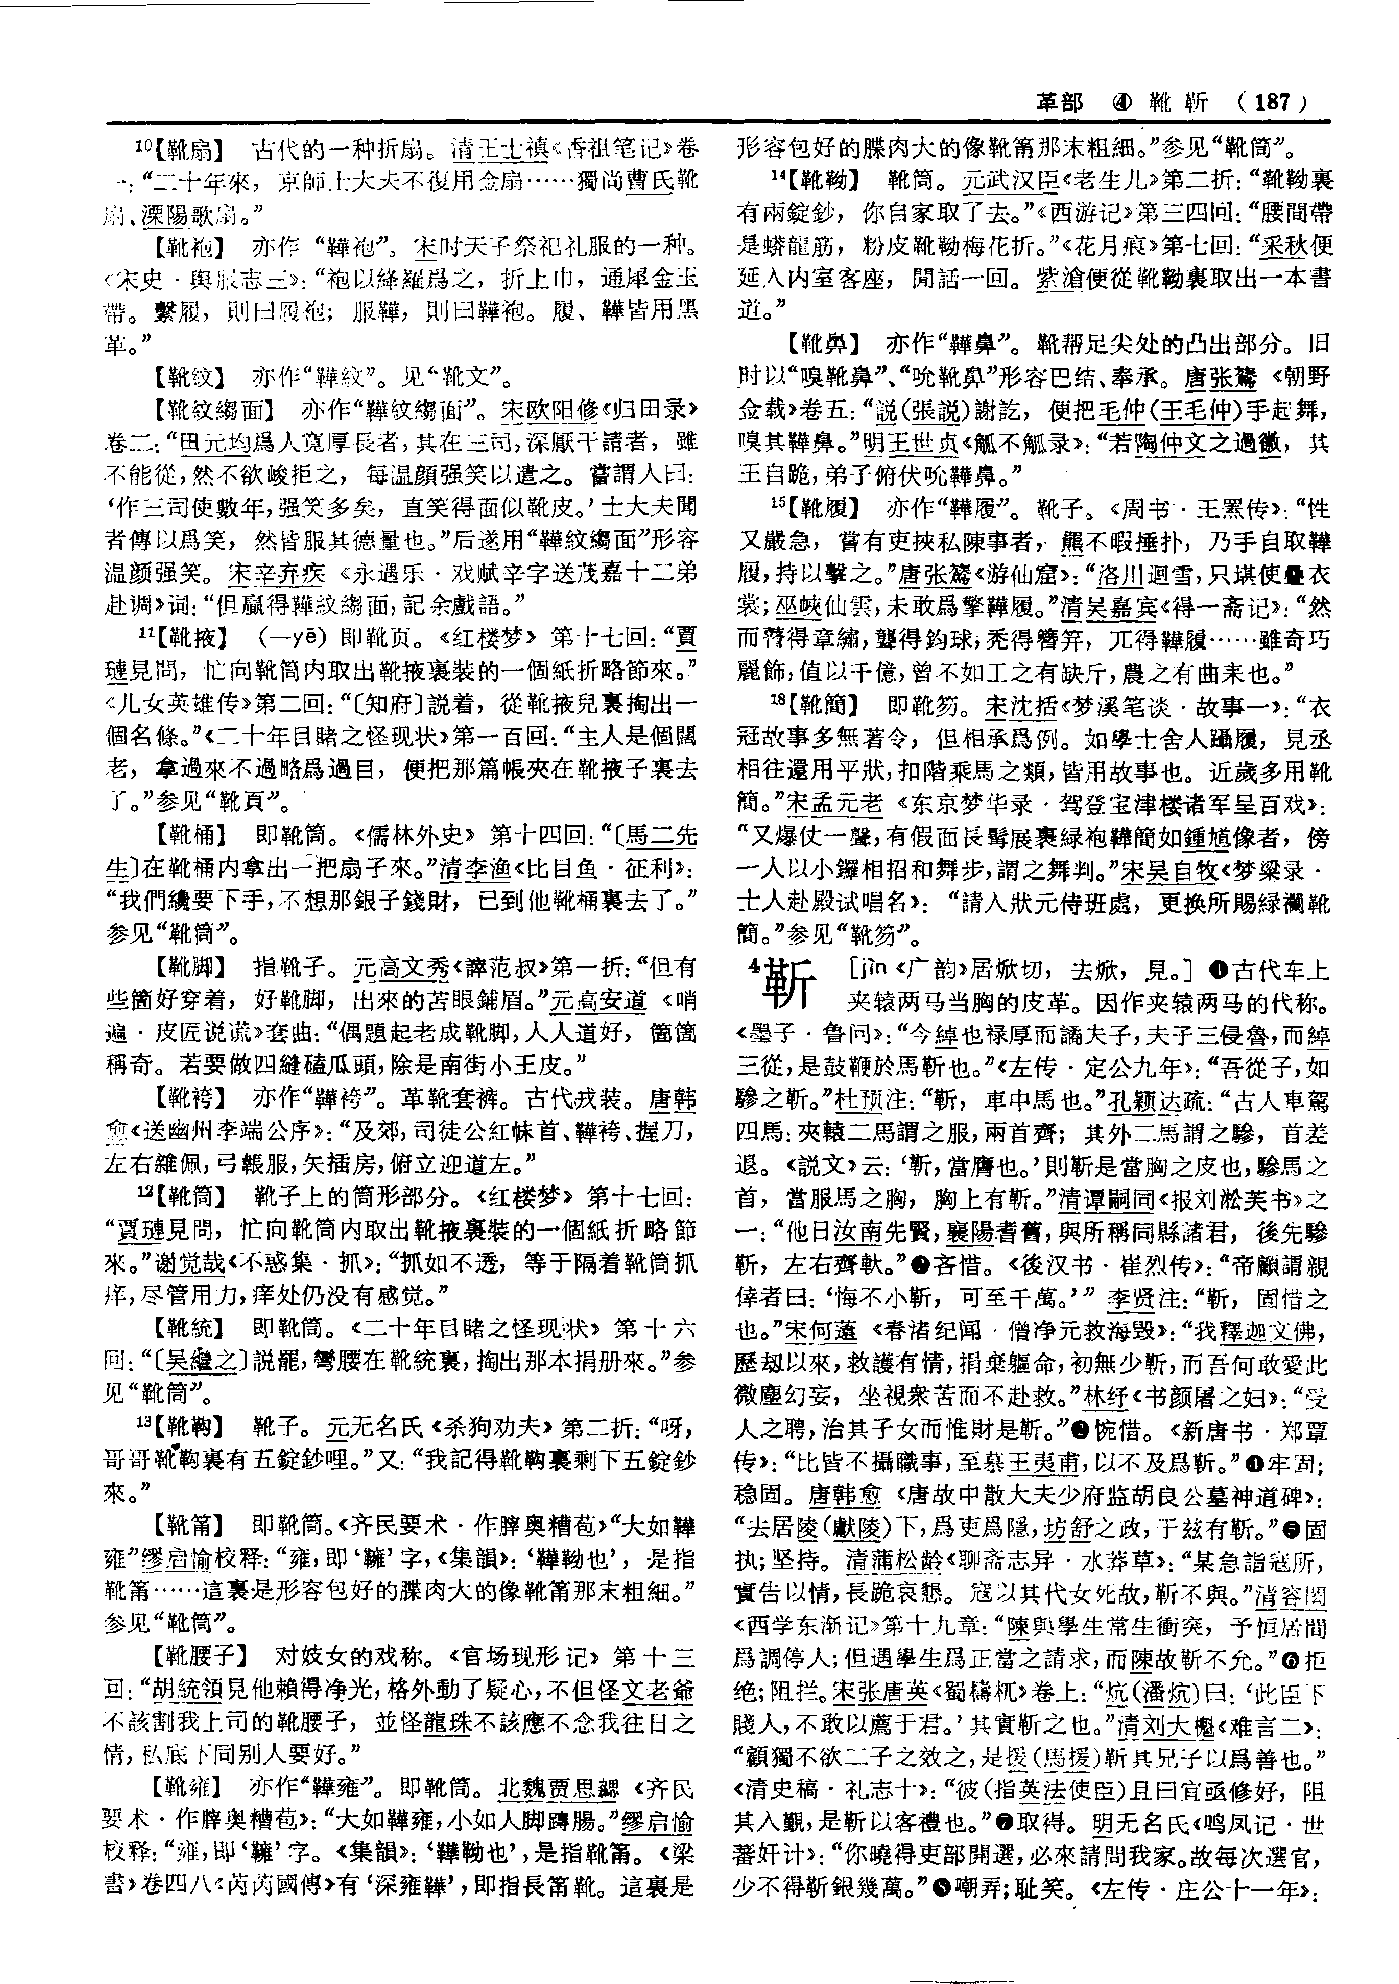 革部 ④ 靴 靳 (187)
10【靴扇】 古代的一种折扇。清王士禛《香祖笔记》卷
一：“二十年來，京師士大夫不復用金扇……獨尚曹氏靴
扇、溧陽歌扇。”
【靴袍】 亦作“鞾袍”。宋时天子祭祀礼服的一种。
《宋史·舆服志三》：“袍以絳羅爲之，折上巾，通犀金玉
帶。繫履，則曰履袍；服鞾，則曰鞾袍。履、鞾皆用黑
革。”
【靴纹】 亦作“鞾紋”。见“靴文”。
【靴紋縐面】 亦作“鞾紋縐面”。宋欧阳修《归田录》
卷二：“田元均爲人寬厚長者，其在三司，深厭干請者，雖
不能從，然不欲峻拒之，每温顔强笑以遣之。嘗謂人曰：
‘作三司使數年，强笑多矣，直笑得面似靴皮。’士大夫聞
者傳以爲笑，然皆服其德量也。”后遂用“鞾紋縐面”形容
温颜强笑。宋辛弃疾《永遇乐·戏赋辛字送茂嘉十二弟
赴调》词：“但贏得鞾紋縐面，記余戲語。”
11【靴掖】 （—yē）即靴页。《红楼梦》第十七回：“賈
璉見問，忙向靴筒内取出靴掖裏裝的一個紙折略節來。”
《儿女英雄传》第二回：“〔知府〕説着，從靴掖兒裏掏出一
個名條。”《二十年目睹之怪现状》第一百回：“主人是個闊
老，拿過來不過略爲過目，便把那篇帳夾在靴掖子裏去
了。”参见“靴頁”。
【靴桶】 即靴筒。《儒林外史》第十四回：“〔馬二先
生〕在靴桶内拿出一把扇子來。”清李渔《比目鱼·征利》：
“我們纔要下手，不想那銀子錢財，已到他靴桶裏去了。”
参见“靴筒”。
【靴脚】 指靴子。元高文秀《谇范叔》第一折：“但有
些箇好穿着，好靴脚，出來的苫眼鋪眉。”元高安道《哨
遍·皮匠说谎》套曲：“偶題起老成靴脚，人人道好，箇箇
稱奇。若要做四縫磕瓜頭，除是南街小王皮。”
【靴袴】 亦作“鞾袴”。革靴套裤。古代戎装。唐韩
愈《送幽州李端公序》：“及郊，司徒公紅帓首、鞾袴、握刀，
左右雜佩，弓韔服，矢插房，俯立迎道左。”
12【靴筒】 靴子上的筒形部分。《红楼梦》第十七回：
“賈璉見問，忙向靴筒内取出靴掖裏裝的一個紙折略節
來。”谢觉哉《不惑集·抓》：“抓如不透，等于隔着靴筒抓
痒，尽管用力，痒处仍没有感觉。”
【靴統】 即靴筒。《二十年目睹之怪现状》第十六
回：“〔吴繼之〕説罷，彎腰在靴統裏，掏出那本捐册來。”参
见“靴筒”。
13【靴靿】 靴子。元无名氏《杀狗劝夫》第二折：“呀，
哥哥靴靿裏有五錠鈔哩。”又：“我記得靴靿裏剩下五錠鈔
來。”
【靴筩】 即靴筒。《齐民要术·作脺奥糟苞》“大如鞾
雍”缪启愉校释：“雍，即‘䩸’字，《集韻》：‘鞾靿也’，是指
靴筩……這裏是形容包好的牒肉大的像靴筩那末粗細。”
参见“靴筒”。
【靴腰子】 对妓女的戏称。《官场现形记》第十三
回：“胡統領見他賴得净光，格外動了疑心，不但怪文老爺
不該割我上司的靴腰子，並怪龍珠不該應不念我往日之
情，私底下同别人要好。”
【靴雍】 亦作“鞾雍”。即靴筒。北魏贾思勰《齐民
要术·作脺奥糟苞》：“大如鞾雍，小如人脚䠊腸。”缪启愉
校释：“雍，即‘䩸’字。《集韻》：‘鞾靿也’，是指靴筩。《梁
書》卷四八《芮芮國傳》有‘深雍鞾’，即指長筩靴。這裏是
形容包好的牒肉大的像靴筩那末粗細。”参见“靴筒”。
14【靴靿】 靴筒。元武汉臣《老生儿》第二折：“靴靿裏
有兩錠鈔，你自家取了去。”《西游记》第三四回：“腰間帶
是蟒龍筋，粉皮靴靿梅花折。”《花月痕》第七回：“采秋便
延入内室客座，閒話一回。紫滄便從靴靿裏取出一本書
道。”
【靴鼻】 亦作“鞾鼻”。靴帮足尖处的凸出部分。旧
时以“嗅靴鼻”、“吮靴鼻”形容巴结、奉承。唐张鷟《朝野
佥载》卷五：“説（張説）謝訖，便把毛仲（王毛仲）手起舞，
嗅其鞾鼻。”明王世贞《觚不觚录》：“若陶仲文之過徽，其
王自跪，弟子俯伏吮鞾鼻。”
15【靴履】 亦作“鞾履”。靴子。《周书·王罴传》：“性
又嚴急，嘗有吏挾私陳事者，熊不暇捶扑，乃手自取鞾
履，持以擊之。”唐张鷟《游仙窟》：“洛川迴雪，只堪使疊衣
裳；巫峽仙雲，未敢爲擎鞾履。”清吴嘉宾《得一斋记》：“然
而瞽得章繡，聾得鈞球，秃得簪笄，兀得鞾履……雖奇巧
麗飾，值以千億，曾不如工之有缺斤，農之有曲耒也。”
18【靴簡】 即靴笏。宋沈括《梦溪笔谈·故事一》：“衣
冠故事多無著令，但相承爲例。如學士舍人躡履，見丞
相往還用平狀，扣階乘馬之類，皆用故事也。近歲多用靴
簡。”宋孟元老《东京梦华录·驾登宝津楼诸军呈百戏》：
“又爆仗一聲，有假面長髯展裹緑袍鞾簡如鍾馗像者，傍
一人以小鑼相招和舞步，謂之舞判。”宋吴自牧《梦粱录·
士人赴殿试唱名》：“請入狀元侍班處，更换所賜緑襴靴
簡。”参见“靴笏”。
4靳 ［jìn《广韵》居焮切，去焮，見。］❶古代车上
夹辕两马当胸的皮革。因作夹辕两马的代称。
《墨子·鲁问》：“今綽也禄厚而譎夫子，夫子三侵魯，而綽
三從，是鼓鞭於馬靳也。”《左传·定公九年》：“吾從子，如
驂之靳。”杜预注：“靳，車中馬也。”孔颖达疏：“古人車駕
四馬：夾轅二馬謂之服，兩首齊；其外二馬謂之驂，首差
退。《説文》云：‘靳，當膺也。’則靳是當胸之皮也，驂馬之
首，當服馬之胸，胸上有靳。”清谭嗣同《报刘淞芙书》之
一：“他日汝南先賢，襄陽耆舊，與所稱同縣諸君，後先驂
靳，左右齊軌。”❷吝惜。《後汉书·崔烈传》：“帝顧謂親
倖者曰：‘悔不小靳，可至千萬。’”李贤注：“靳，固惜之
也。”宋何薳《春渚纪闻·僧净元救海毁》：“我釋迦文佛，
歷劫以來，救護有情，捐棄軀命，初無少靳，而吾何敢愛此
微塵幻妄，坐視衆苦而不赴救。”林纾《书颜屠之妇》：“受
人之聘，治其子女而惟財是靳。”❸惋惜。《新唐书·郑覃
传》：“比皆不攝職事，至慕王夷甫，以不及爲靳。”❹牢固；
稳固。唐韩愈《唐故中散大夫少府监胡良公墓神道碑》：
“去居陵（獻陵）下，爲吏爲隱，坊舒之政，于兹有靳。”❺固
执；坚持。清蒲松龄《聊斋志异·水莽草》：“某急詣寇所，
實告以情，長跪哀懇。寇以其代女死故，靳不與。”清容闳
《西学东渐记》第十九章：“陳與學生常生衝突，予恒居間
爲調停人；但遇學生爲正當之請求，而陳故靳不允。”❻拒
绝；阻拦。宋张唐英《蜀梼杌》卷上：“炕（潘炕）曰：‘此臣下
賤人，不敢以薦于君。’其實靳之也。”清刘大櫆《难言二》：
“顧獨不欲二子之效之，是援（馬援）靳其兄子以爲善也。”
《清史稿·礼志十》：“彼（指英法使臣）且曰宜亟修好，阻
其入覲，是靳以客禮也。”❼取得。明无名氏《鸣凤记·世
蕃奸计》：“你曉得吏部開選，必來請問我家。故每次選官，
少不得靳銀幾萬。”❽嘲弄；耻笑。《左传·庄公十一年》：